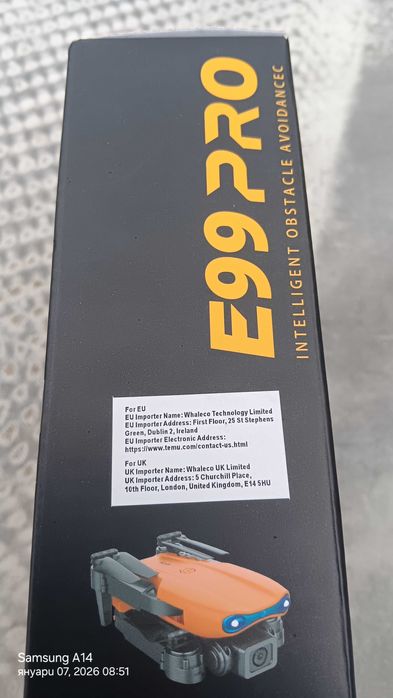 E99 PRO
INTELLIGENT OBSTACLE AVOIDANCEC
For EU
EU Importer Name: Whaleco Technology Limited
EU Importer Address: First Floor, 25 St Stephens
Green, Dublin 2, Ireland
EU Importer Electronic Address:
https://www.temu.com/contact-us.html
For UK
UK Importer Name: Whaleco UK Limited
UK Importer Address: 5 Churchill Place,
10th Floor, London, United Kingdom, E14 5HU
Samsung A14
януари 07, 2026 08:51